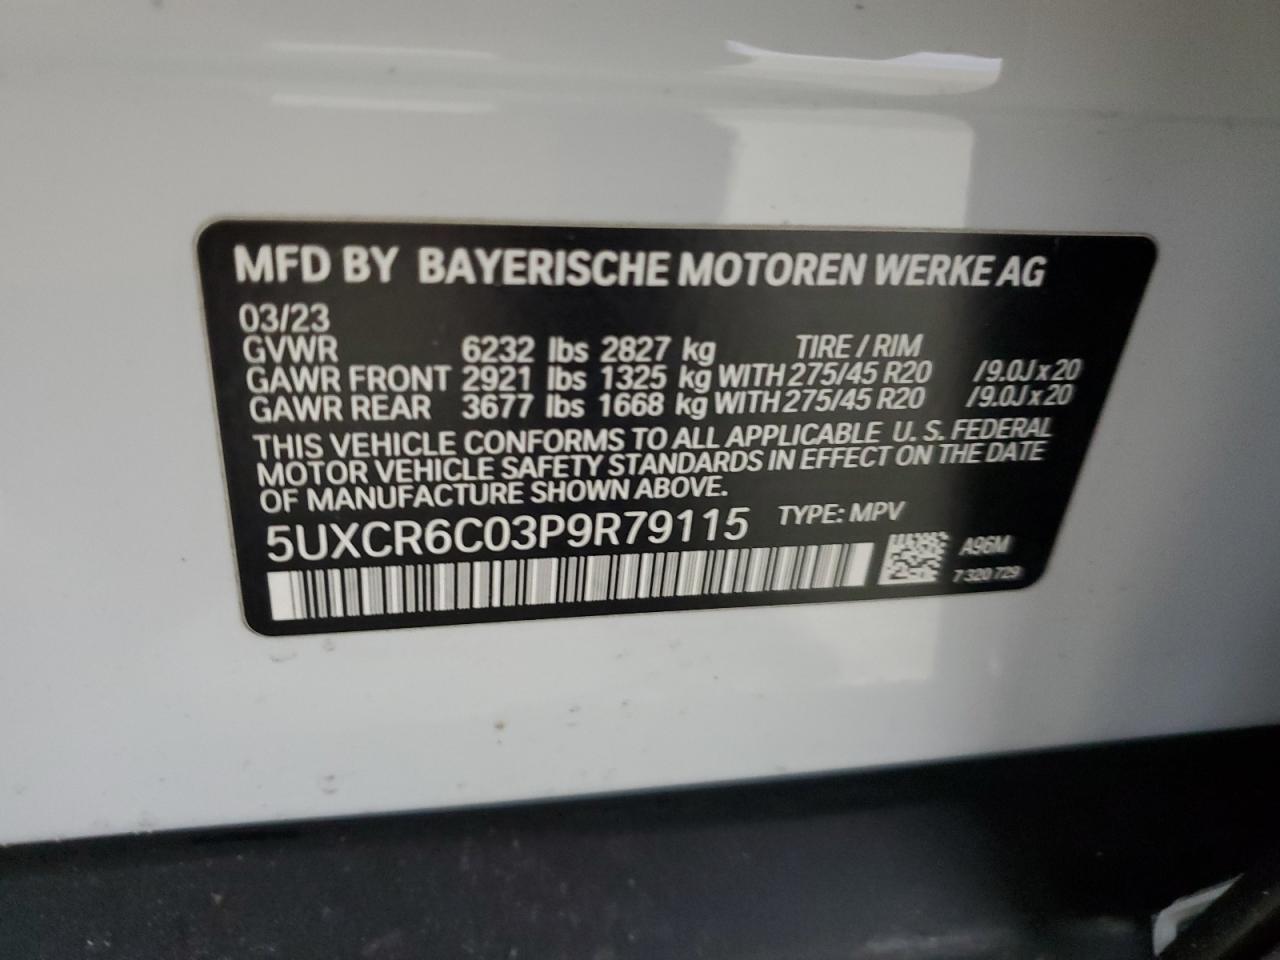 MFD BY BAYERISCHE MOTOREN WERKE AG
03/23
GVWR 6232 lbs 2827 kg TIRE / RIM
GAWR FRONT 2921 lbs 1325 kg WITH 275/45 R20 /9.0J x 20
GAWR REAR 3677 lbs 1668 kg WITH 275/45 R20 /9.0J x 20
THIS VEHICLE CONFORMS TO ALL APPLICABLE U. S. FEDERAL
MOTOR VEHICLE SAFETY STANDARDS IN EFFECT ON THE DATE
OF MANUFACTURE SHOWN ABOVE.
5UXCR6C03P9R79115 TYPE: MPV
A96M
7 320 729